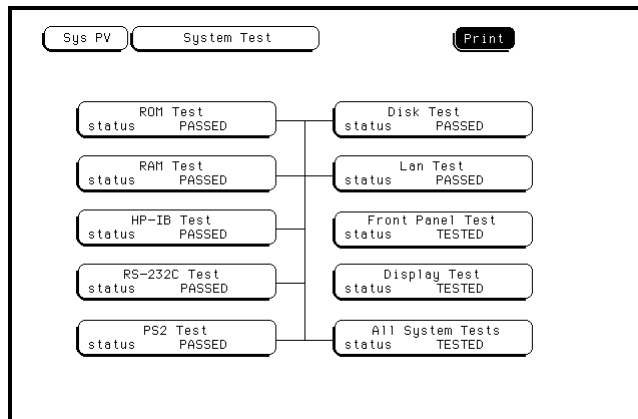 Sys PV System Test Print
ROM Test
status PASSED
Disk Test
status PASSED
RAM Test
status PASSED
Lan Test
status PASSED
HP-IB Test
status PASSED
Front Panel Test
status TESTED
RS-232C Test
status PASSED
Display Test
status TESTED
PS2 Test
status PASSED
All System Tests
status TESTED